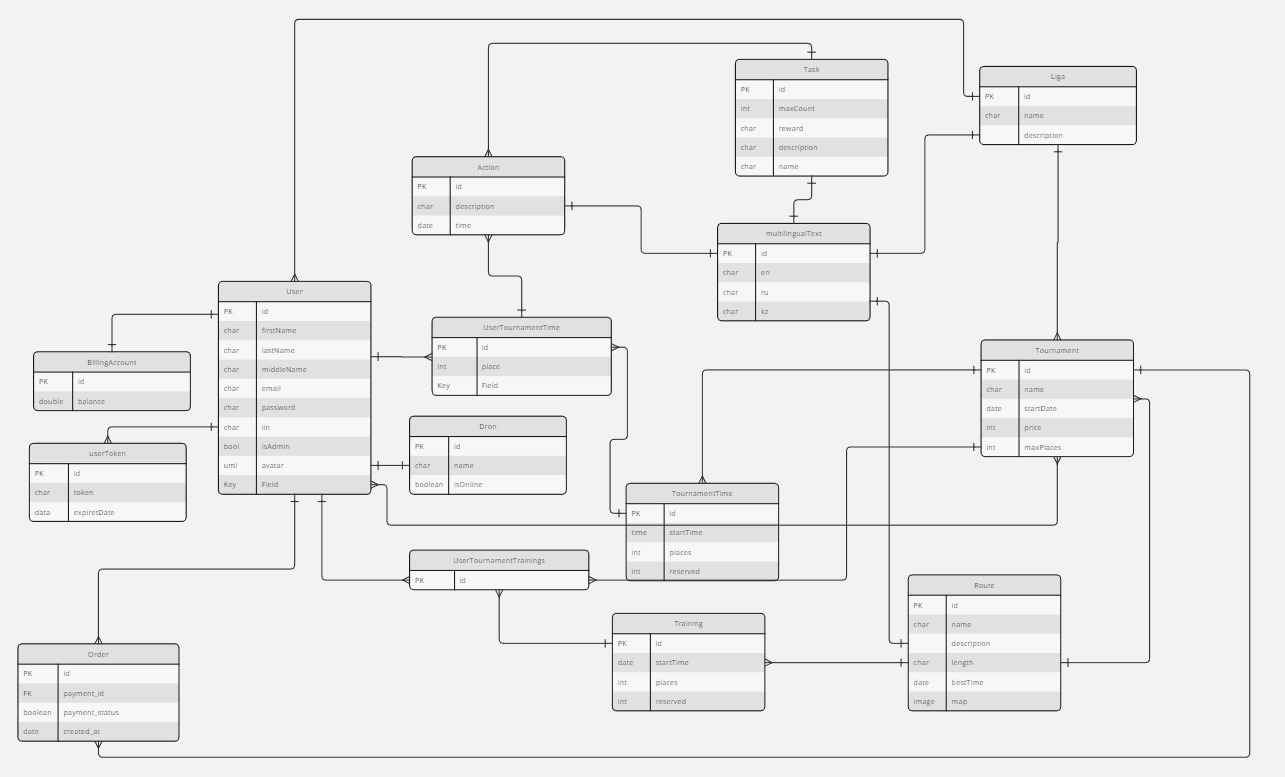 Task
PK id
int maxCount
char reward
char description
char name
Liga
PK id
char name
description
Action
PK id
char description
date time
multilingualText
PK id
char en
char ru
char kz
User
PK id
char firstName
char lastName
char middleName
char email
char password
char iin
bool isAdmin
uml avatar
Key Field
UserTournamentTime
PK id
int place
Key Field
BillingAccount
PK id
double balance
Tournament
PK id
char name
date startDate
int price
int maxPlaces
Dron
PK id
char name
boolean isOnline
userToken
PK id
char token
data expiretDate
TournamentTime
PK id
time startTime
int places
int reserved
UserTournamentTrainings
PK id
Route
PK id
char name
description
char length
date bestTime
image map
Training
PK id
date startTime
int places
int reserved
Order
PK id
FK payment_id
boolean payment_status
date created_at